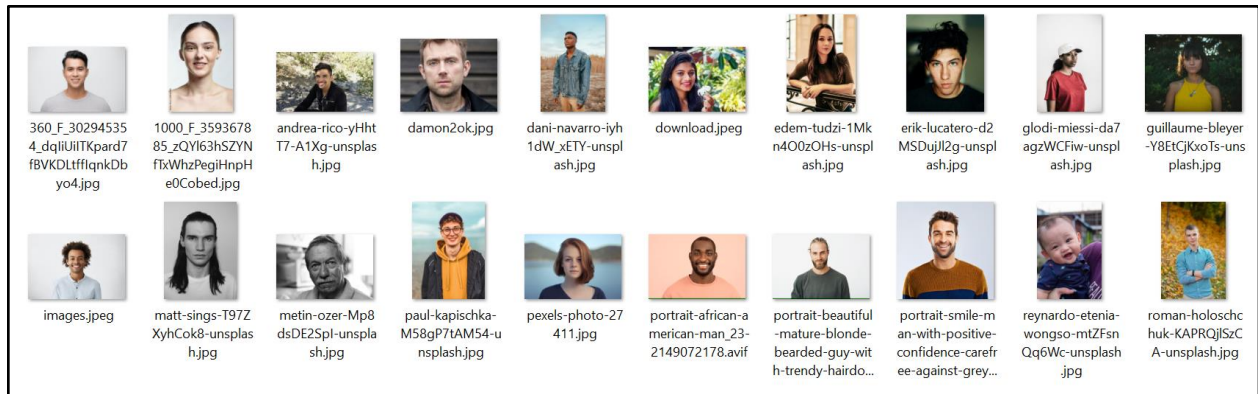 360_F_30294535
4_dqIiUiITKpard7
fBVKDLtffIqnkDb
yo4.jpg
1000_F_3593678
85_zQYl63hSZYN
fTxWhzPegiHnpH
e0Cobed.jpg
andrea-rico-yHht
T7-A1Xg-unsplas
h.jpg
damon2ok.jpg
dani-navarro-iyh
1dW_xETY-unspl
ash.jpg
download.jpeg
edem-tudzi-1Mk
n4O0zOHs-unspl
ash.jpg
erik-lucatero-d2
MSDujJl2g-unspl
ash.jpg
glodi-miessi-da7
agzWCFiw-unspl
ash.jpg
guillaume-bleyer
-Y8EtCjKxoTs-uns
plash.jpg
images.jpeg
matt-sings-T97Z
XyhCok8-unsplas
h.jpg
metin-ozer-Mp8
dsDE2SpI-unspla
sh.jpg
paul-kapischka-
M58gP7tAM54-u
nsplash.jpg
pexels-photo-27
411.jpg
portrait-african-a
merican-man_23-
2149072178.avif
portrait-beautiful
-mature-blonde-
bearded-guy-wit
h-trendy-hairdo...
portrait-smile-m
an-with-positive-
confidence-carefr
ee-against-grey...
reynardo-etenia-
wongso-mtZFsn
Qq6Wc-unsplash
.jpg
roman-holoschc
huk-KAPRQjlSzC
A-unsplash.jpg